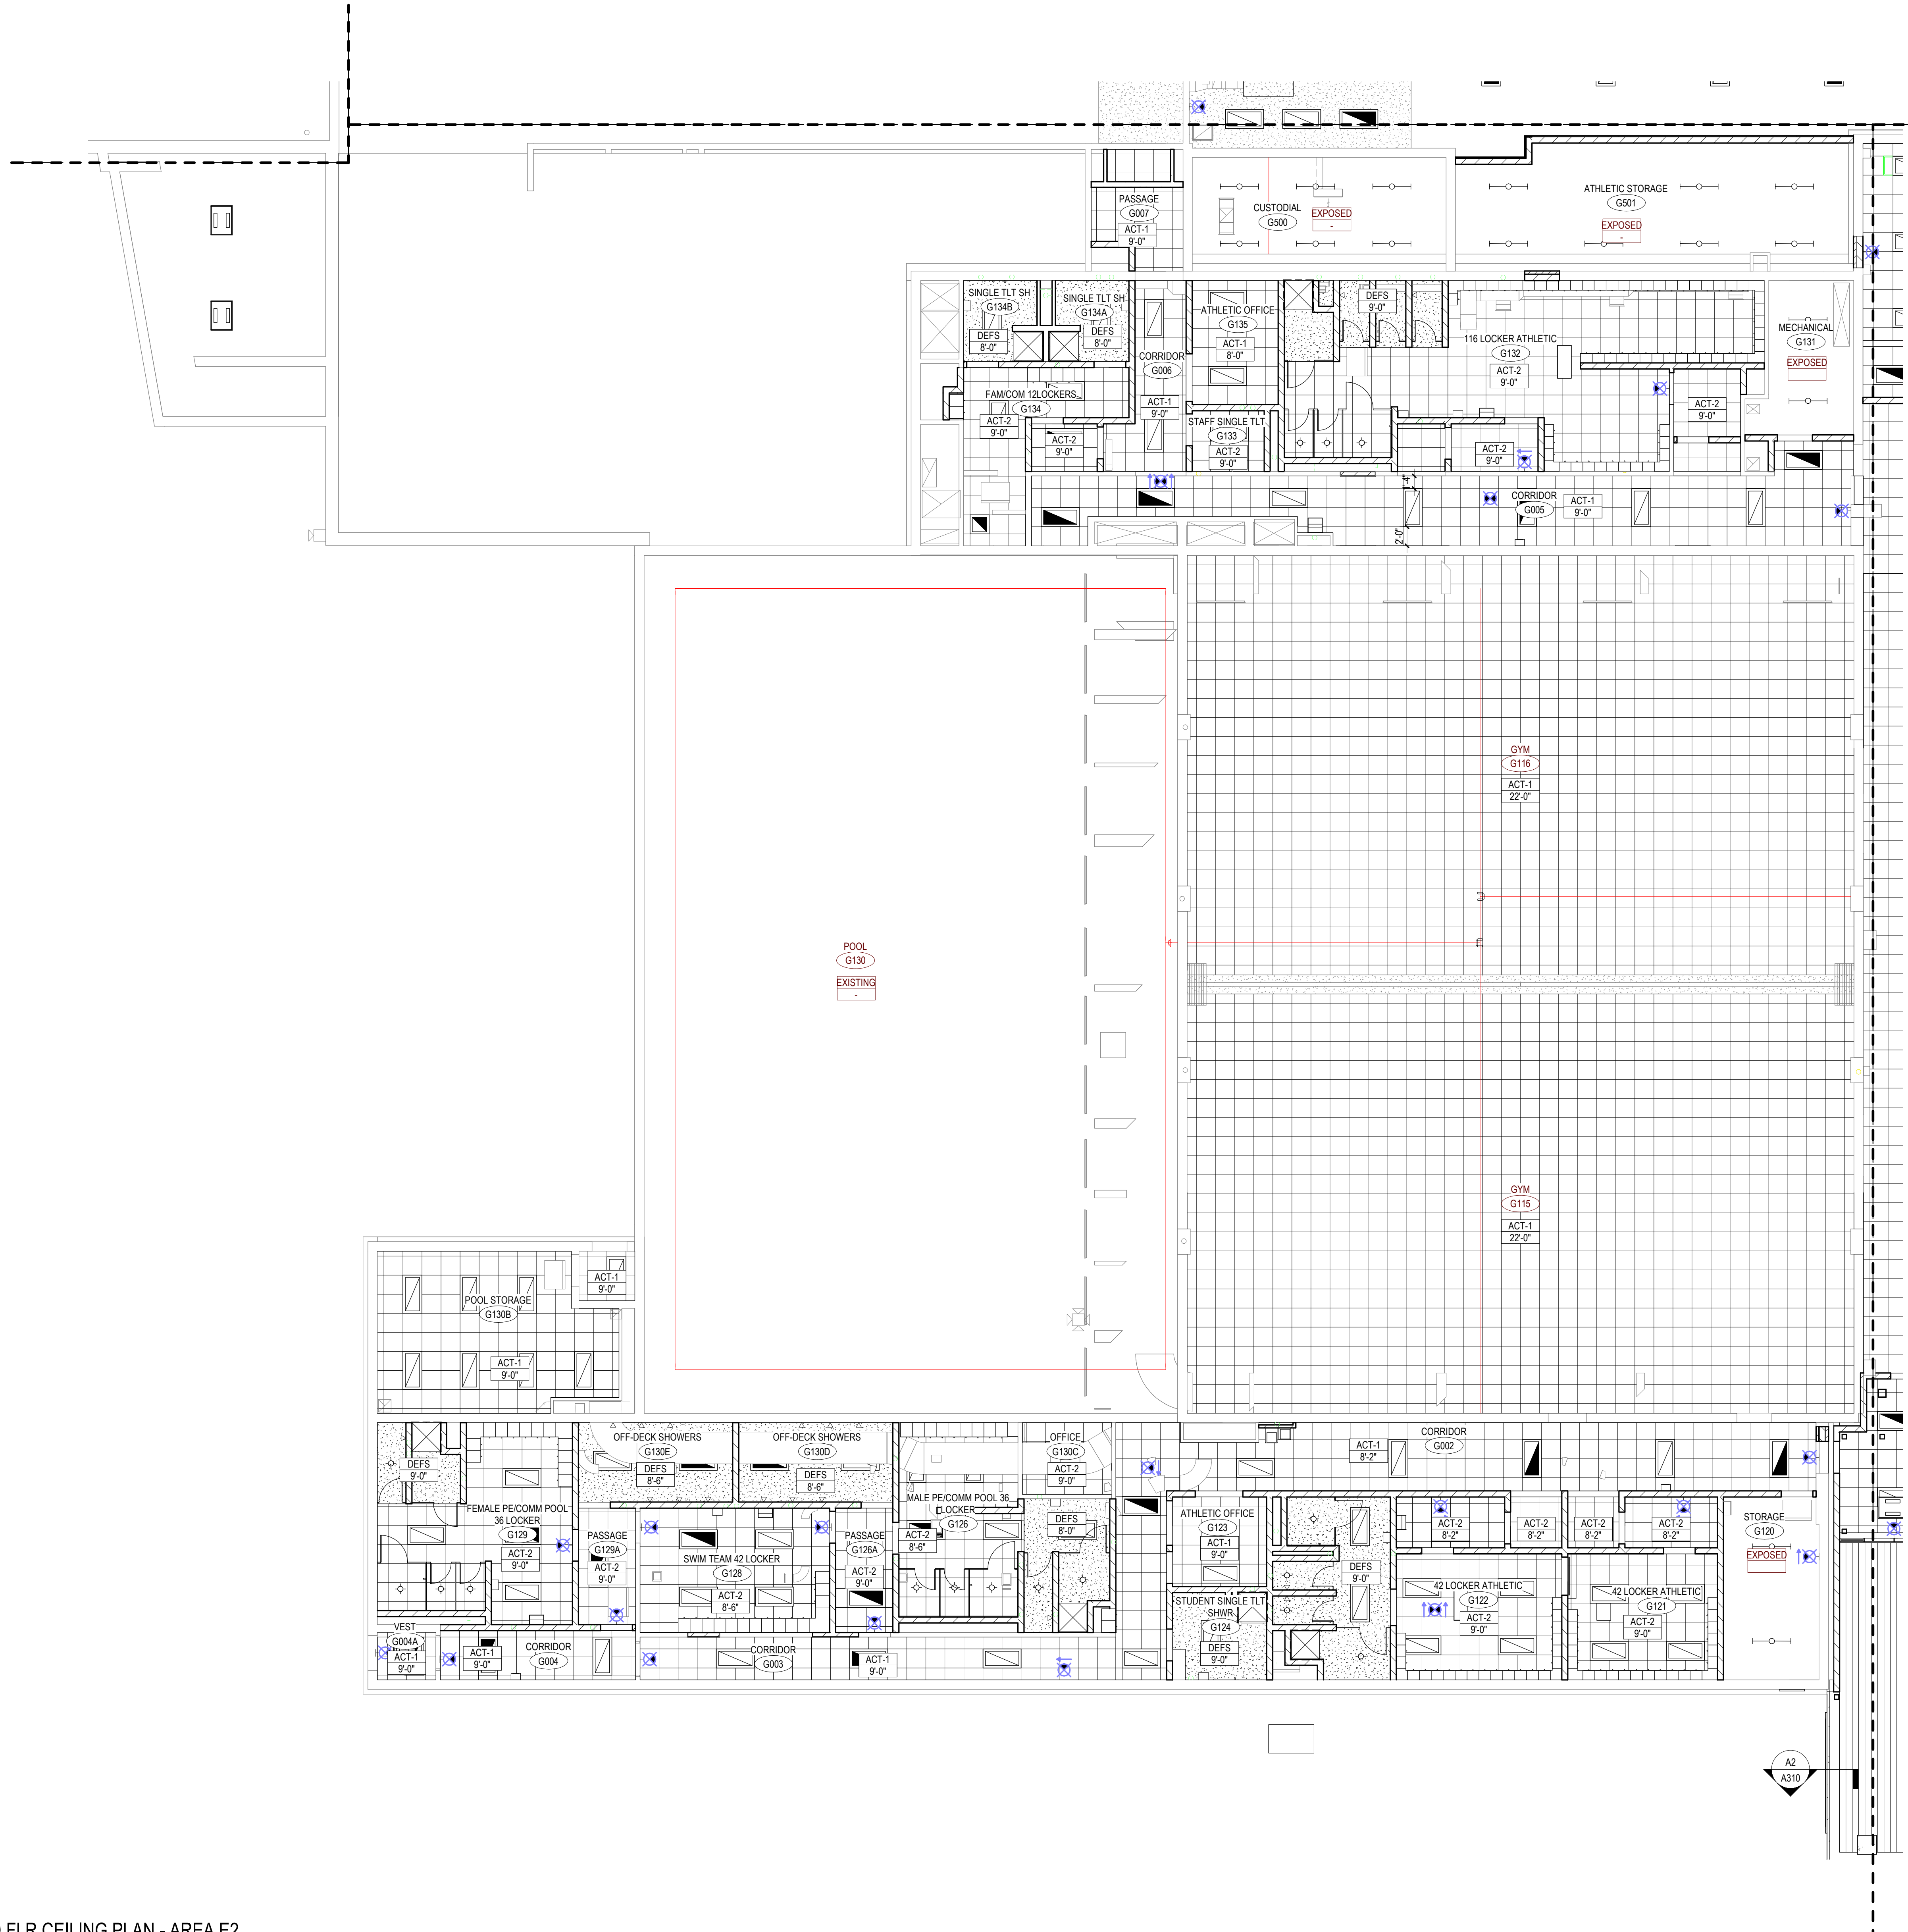 PASSAGE
G007
ACT-1
9'-0"
CUSTODIAL
G500
EXPOSED
-
ATHLETIC STORAGE
G501
EXPOSED
-
SINGLE TLT SH
G134B
DEFS
8'-0"
SINGLE TLT SH
G134A
DEFS
8'-0"
CORRIDOR
G006
ACT-1
9'-0"
ATHLETIC OFFICE
G135
ACT-1
8'-0"
DEFS
9'-0"
116 LOCKER ATHLETIC
G132
ACT-2
9'-0"
MECHANICAL
G131
EXPOSED
FAM/COM 12LOCKERS
G134
ACT-2
9'-0"
ACT-2
9'-0"
STAFF SINGLE TLT
G133
ACT-2
9'-0"
ACT-2
9'-0"
ACT-2
9'-0"
1'-4"
2'-0"
CORRIDOR
G005
ACT-1
9'-0"
GYM
G116
ACT-1
22'-0"
POOL
G130
EXISTING
-
GYM
G115
ACT-1
22'-0"
ACT-1
9'-0"
POOL STORAGE
G130B
ACT-1
9'-0"
DEFS
9'-0"
FEMALE PE/COMM POOL
36 LOCKER
G129
ACT-2
9'-0"
OFF-DECK SHOWERS
G130E
DEFS
8'-6"
OFF-DECK SHOWERS
G130D
DEFS
8'-6"
PASSAGE
G129A
ACT-2
9'-0"
SWIM TEAM 42 LOCKER
G128
ACT-2
8'-6"
PASSAGE
G126A
ACT-2
9'-0"
MALE PE/COMM POOL 36
LOCKER
G126
ACT-2
8'-6"
OFFICE
G130C
ACT-2
9'-0"
DEFS
8'-0"
CORRIDOR
G002
ACT-1
8'-2"
ATHLETIC OFFICE
G123
ACT-1
9'-0"
STUDENT SINGLE TLT
SHWR
G124
DEFS
9'-0"
DEFS
9'-0"
ACT-2
8'-2"
ACT-2
8'-2"
ACT-2
8'-2"
ACT-2
8'-2"
42 LOCKER ATHLETIC
G122
ACT-2
9'-0"
42 LOCKER ATHLETIC
G121
ACT-2
9'-0"
STORAGE
G120
EXPOSED
VEST
G004A
ACT-1
9'-0"
ACT-1
9'-0"
CORRIDOR
G004
CORRIDOR
G003
ACT-1
9'-0"
A2
A310
FLR CEILING PLAN - AREA E2